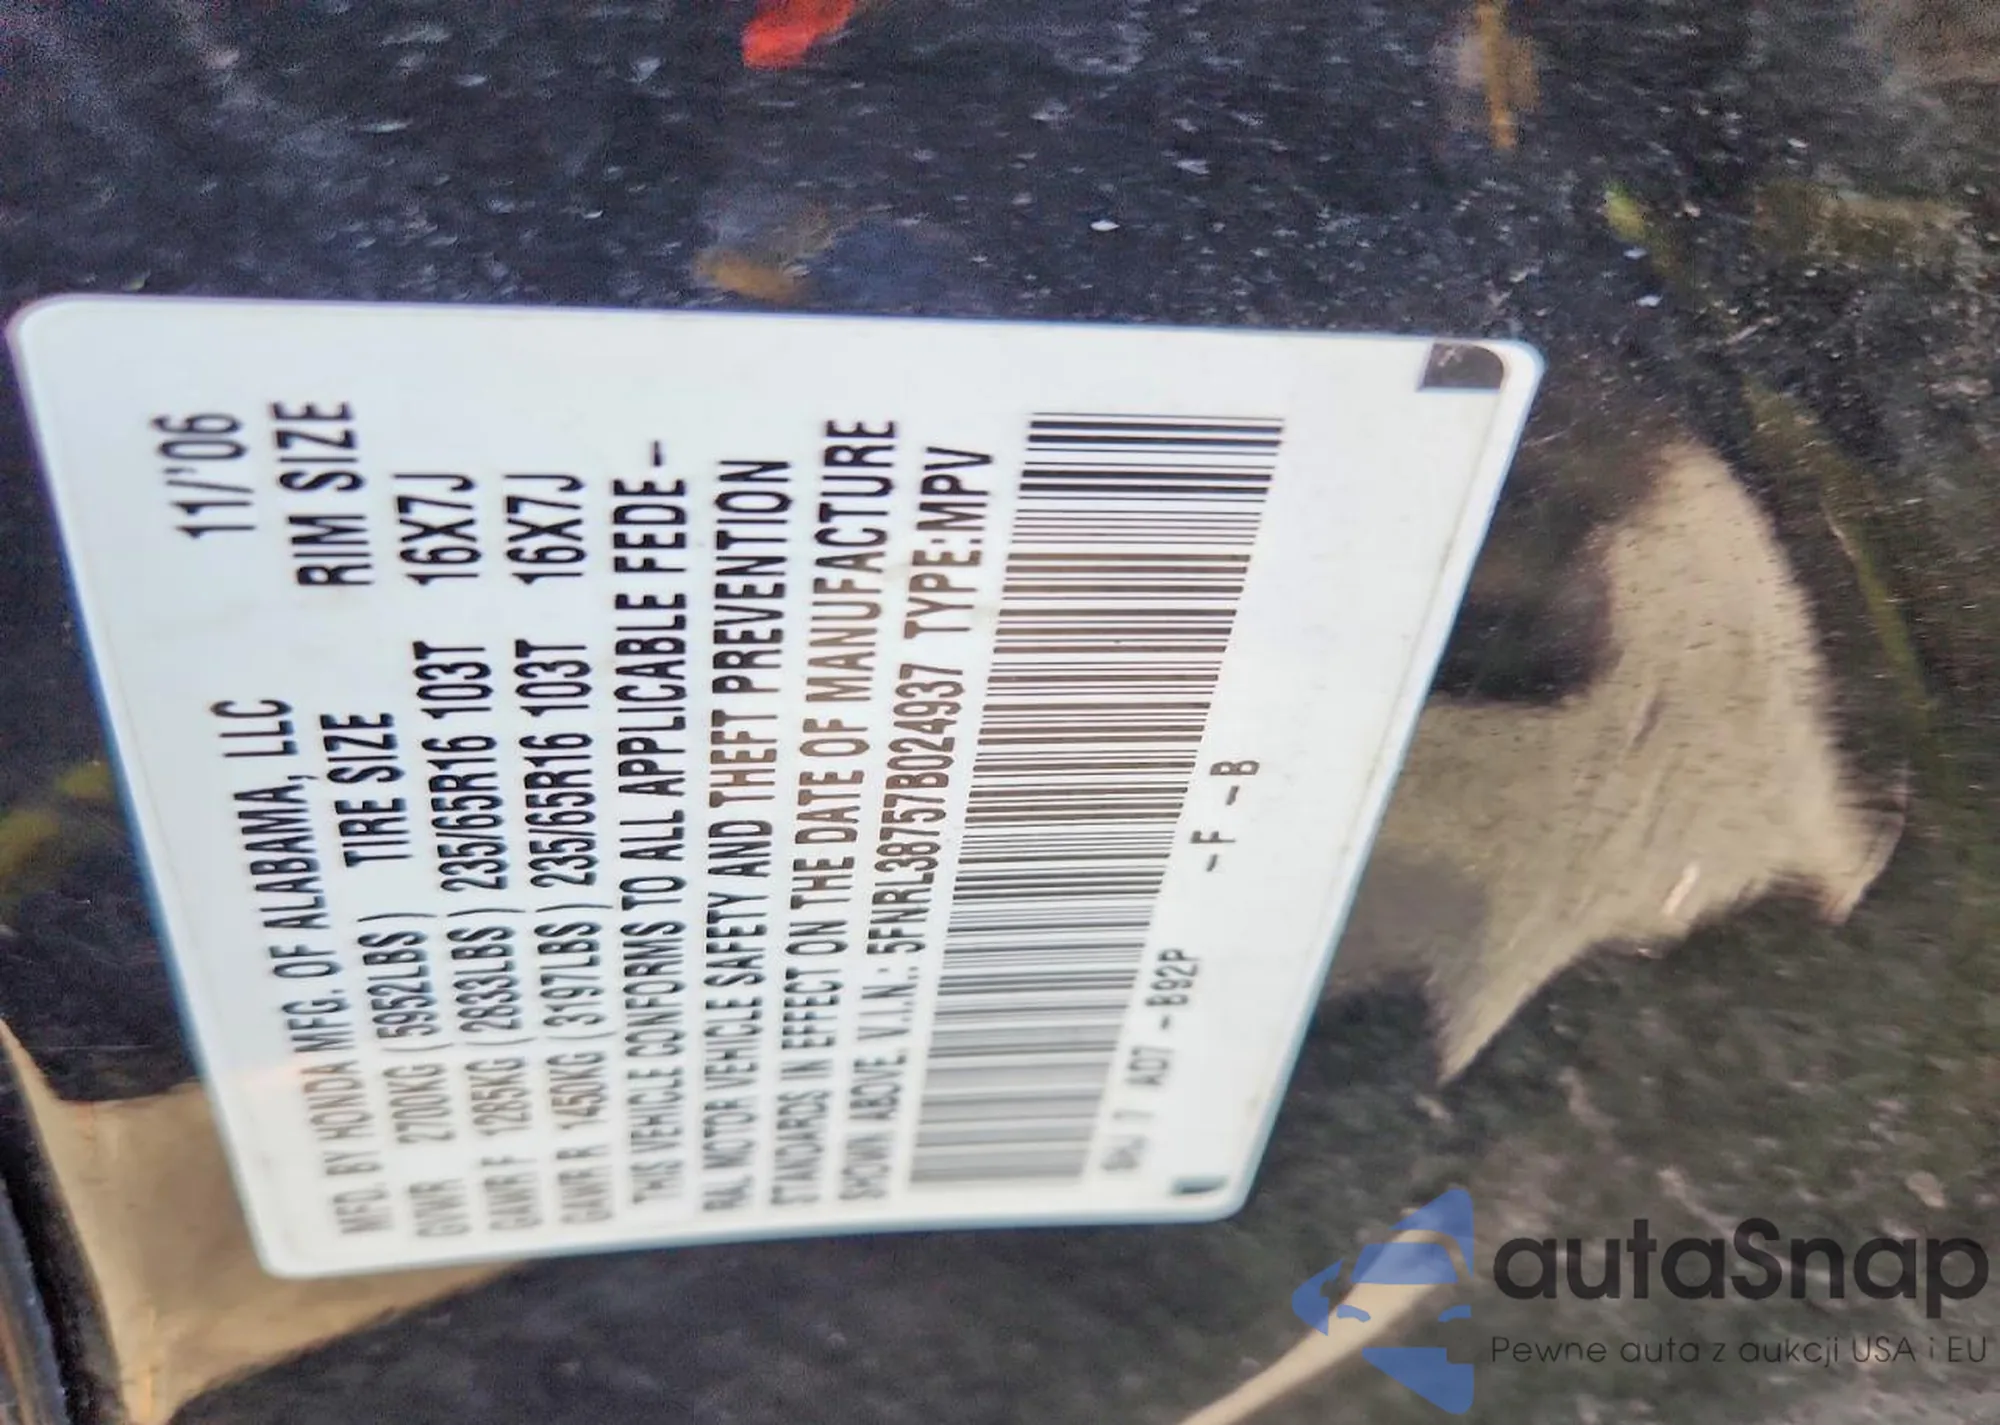 MFD. BY HONDA MFG. OF ALABAMA, LLC 11/'06
TIRE SIZE RIM SIZE
GVWR 2700KG (5952LBS)
GAWR F 1285KG (2833LBS) 235/65R16 103T 16X7J
GAWR R 1450KG (3197LBS) 235/65R16 103T 16X7J
THIS VEHICLE CONFORMS TO ALL APPLICABLE FEDE-
RAL MOTOR VEHICLE SAFETY AND THEFT PREVENTION
STANDARDS IN EFFECT ON THE DATE OF MANUFACTURE
SHOWN ABOVE. V.I.N.: 5FNRL38757B024937 TYPE:MPV
SHJ 7 AD7 -B92P -F -B
autaSnap
Pewne auta z aukcji USA i EU